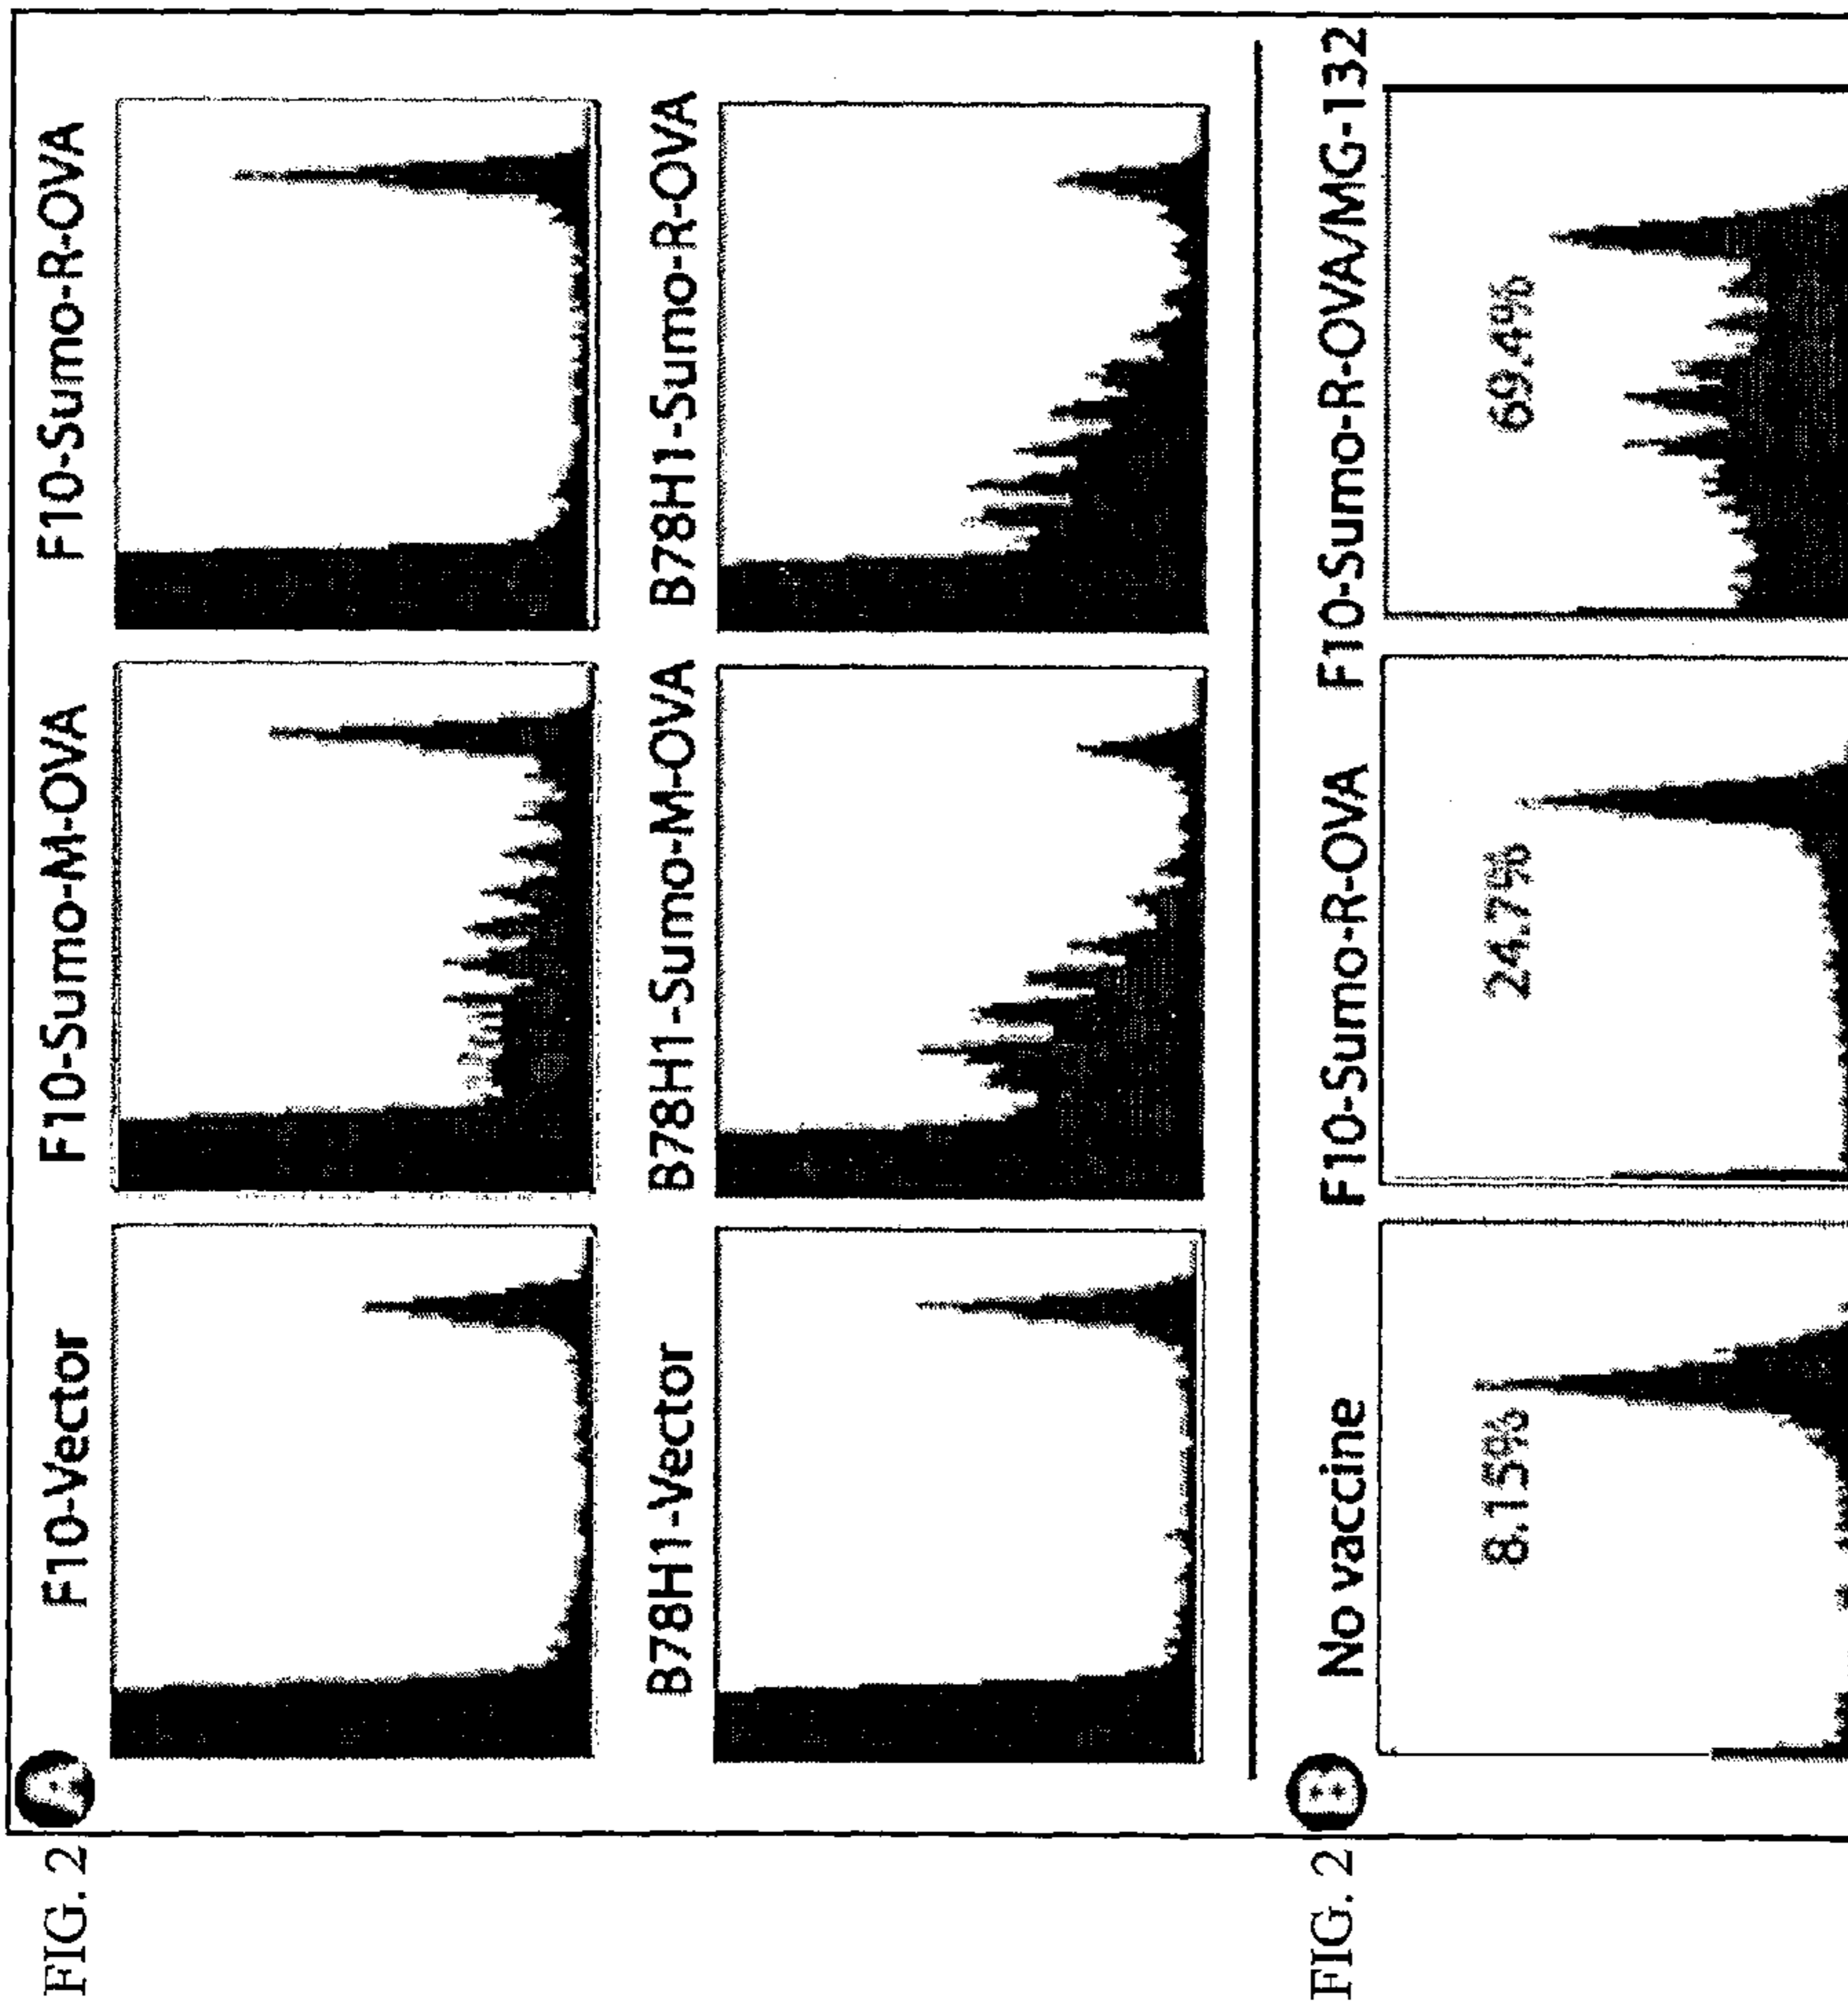 FIG. 2 A
F10-Vector F10-Sumo-M-OVA F10-Sumo-R-OVA
B78H1-Vector B78H1-Sumo-M-OVA B78H1-Sumo-R-OVA
FIG. 2 B
No vaccine F10-Sumo-R-OVA F10-Sumo-R-OVA/MG-132
8.15% 24.7% 69.4%